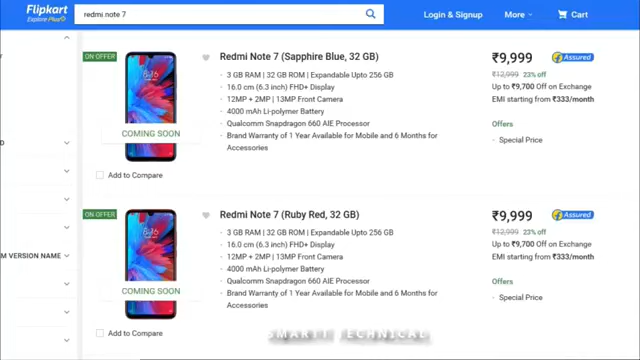 Flipkart
Explore Plus
redmi note 7
Login & Signup
More
Cart
ON OFFER
COMING SOON
Add to Compare
Redmi Note 7 (Sapphire Blue, 32 GB)
3 GB RAM | 32 GB ROM | Expandable Upto 256 GB
16.0 cm (6.3 inch) FHD+ Display
12MP + 2MP | 13MP Front Camera
4000 mAh Li-polymer Battery
Qualcomm Snapdragon 660 AIE Processor
Brand Warranty of 1 Year Available for Mobile and 6 Months for
Accessories
₹9,999
Assured
₹12,999 23% off
Up to ₹9,700 Off on Exchange
EMI starting from ₹333/month
Offers
Special Price
D
M VERSION NAME
ON OFFER
COMING SOON
Add to Compare
Redmi Note 7 (Ruby Red, 32 GB)
3 GB RAM | 32 GB ROM | Expandable Upto 256 GB
16.0 cm (6.3 inch) FHD+ Display
12MP + 2MP | 13MP Front Camera
4000 mAh Li-polymer Battery
Qualcomm Snapdragon 660 AIE Processor
Brand Warranty of 1 Year Available for Mobile and 6 Months for
Accessories
₹9,999
Assured
₹12,999 23% off
Up to ₹9,700 Off on Exchange
EMI starting from ₹333/month
Offers
Special Price
SMARTT TECHNICAL